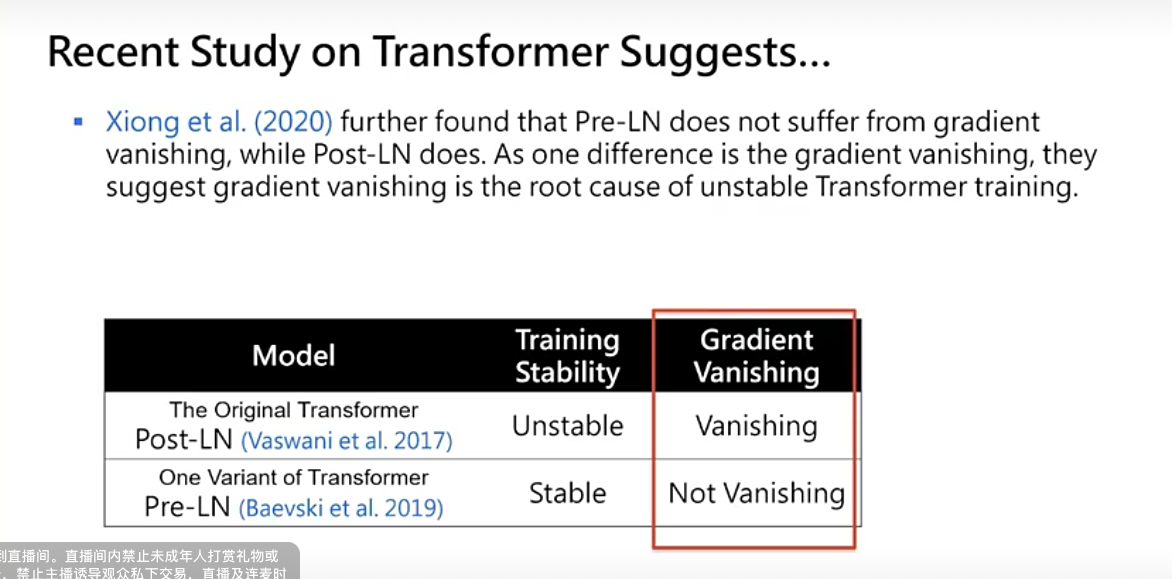 Recent Study on Transformer Suggests...
▪ Xiong et al. (2020) further found that Pre-LN does not suffer from gradient
vanishing, while Post-LN does. As one difference is the gradient vanishing, they
suggest gradient vanishing is the root cause of unstable Transformer training.
Model Training Stability Gradient Vanishing
The Original Transformer
Post-LN (Vaswani et al. 2017) Unstable Vanishing
One Variant of Transformer
Pre-LN (Baevski et al. 2019) Stable Not Vanishing
到直播间。直播间内禁止未成年人打赏礼物或
、禁止主播诱导观众私下交易，直播及连麦时